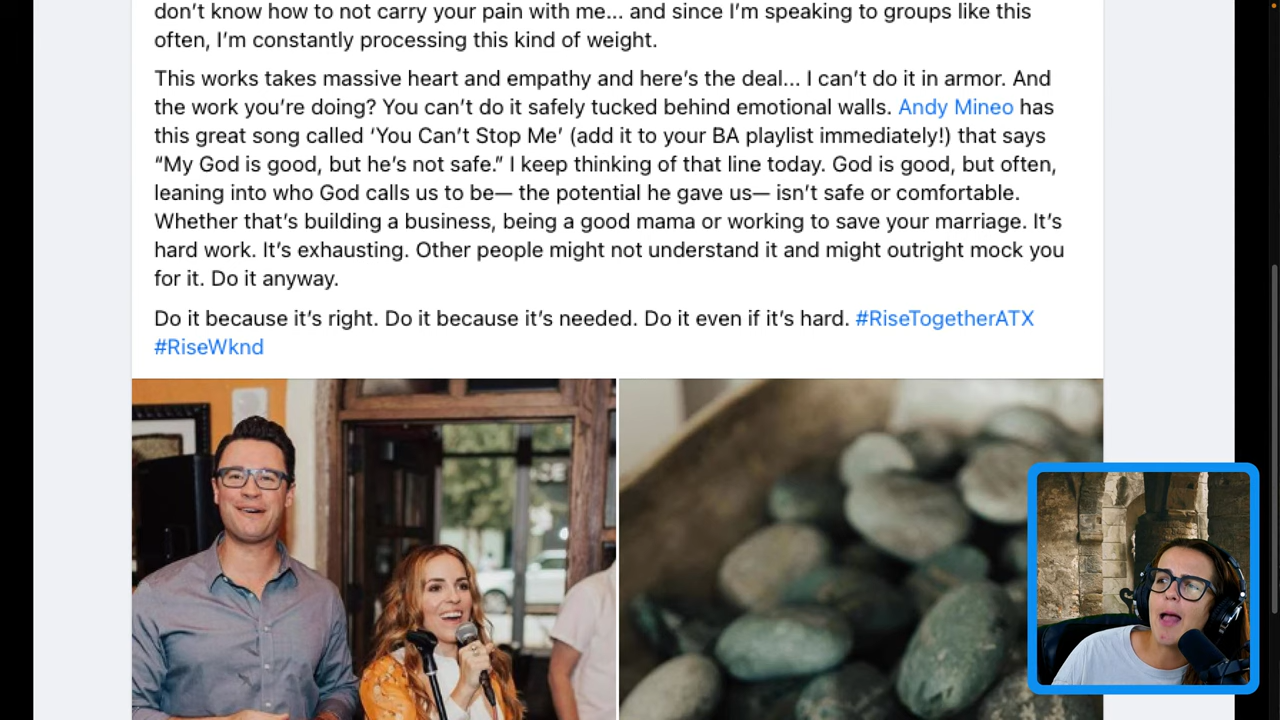 don’t know how to not carry your pain with me... and since I’m speaking to groups like this
often, I’m constantly processing this kind of weight.
This works takes massive heart and empathy and here’s the deal... I can’t do it in armor. And
the work you’re doing? You can’t do it safely tucked behind emotional walls. Andy Mineo has
this great song called ‘You Can’t Stop Me’ (add it to your BA playlist immediately!) that says
“My God is good, but he’s not safe.” I keep thinking of that line today. God is good, but often,
leaning into who God calls us to be— the potential he gave us— isn’t safe or comfortable.
Whether that’s building a business, being a good mama or working to save your marriage. It’s
hard work. It’s exhausting. Other people might not understand it and might outright mock you
for it. Do it anyway.
Do it because it’s right. Do it because it’s needed. Do it even if it’s hard. #RiseTogetherATX
#RiseWknd